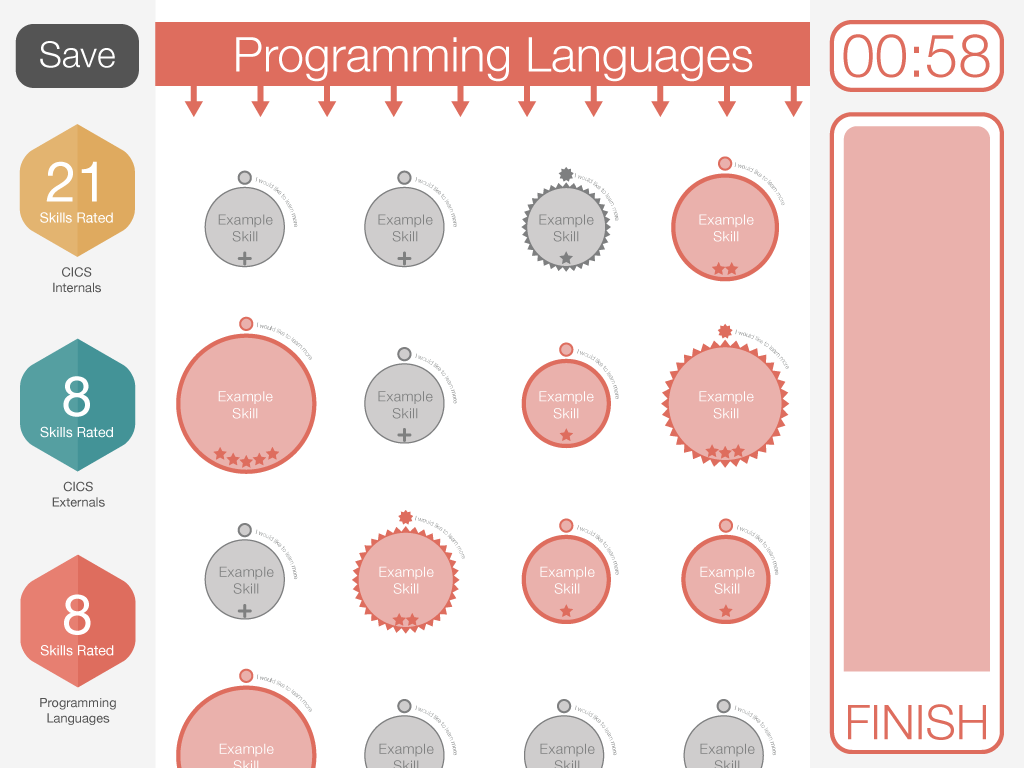 Save
Programming Languages
00:58
21
Skills Rated
CICS
Internals
8
Skills Rated
CICS
Externals
8
Skills Rated
Programming
Languages
I would like to learn more
Example
Skill
I would like to learn more
Example
Skill
I would like to learn more
Example
Skill
I would like to learn more
Example
Skill
I would like to learn more
Example
Skill
I would like to learn more
Example
Skill
I would like to learn more
Example
Skill
I would like to learn more
Example
Skill
I would like to learn more
Example
Skill
I would like to learn more
Example
Skill
I would like to learn more
Example
Skill
I would like to learn more
Example
Skill
I would like to learn more
Example
Skill
I would like to learn more
Example
Skill
I would like to learn more
Example
Skill
I would like to learn more
Example
Skill
FINISH